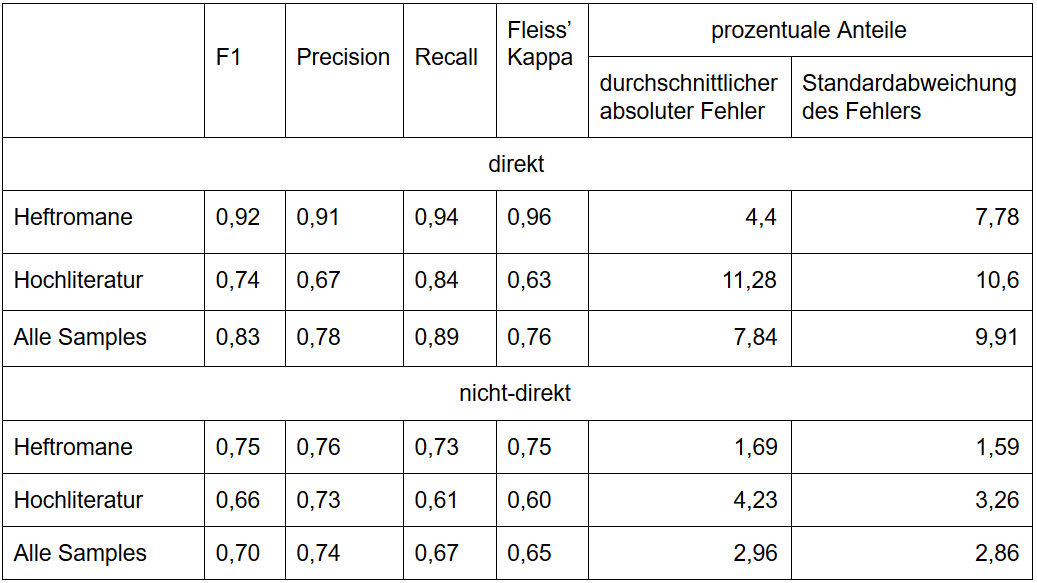 F1 Precision Recall Fleiss’ Kappa prozentuale Anteile
durchschnittlicher absoluter Fehler Standardabweichung des Fehlers
direkt
Heftromane 0,92 0,91 0,94 0,96 4,4 7,78
Hochliteratur 0,74 0,67 0,84 0,63 11,28 10,6
Alle Samples 0,83 0,78 0,89 0,76 7,84 9,91
nicht-direkt
Heftromane 0,75 0,76 0,73 0,75 1,69 1,59
Hochliteratur 0,66 0,73 0,61 0,60 4,23 3,26
Alle Samples 0,70 0,74 0,67 0,65 2,96 2,86